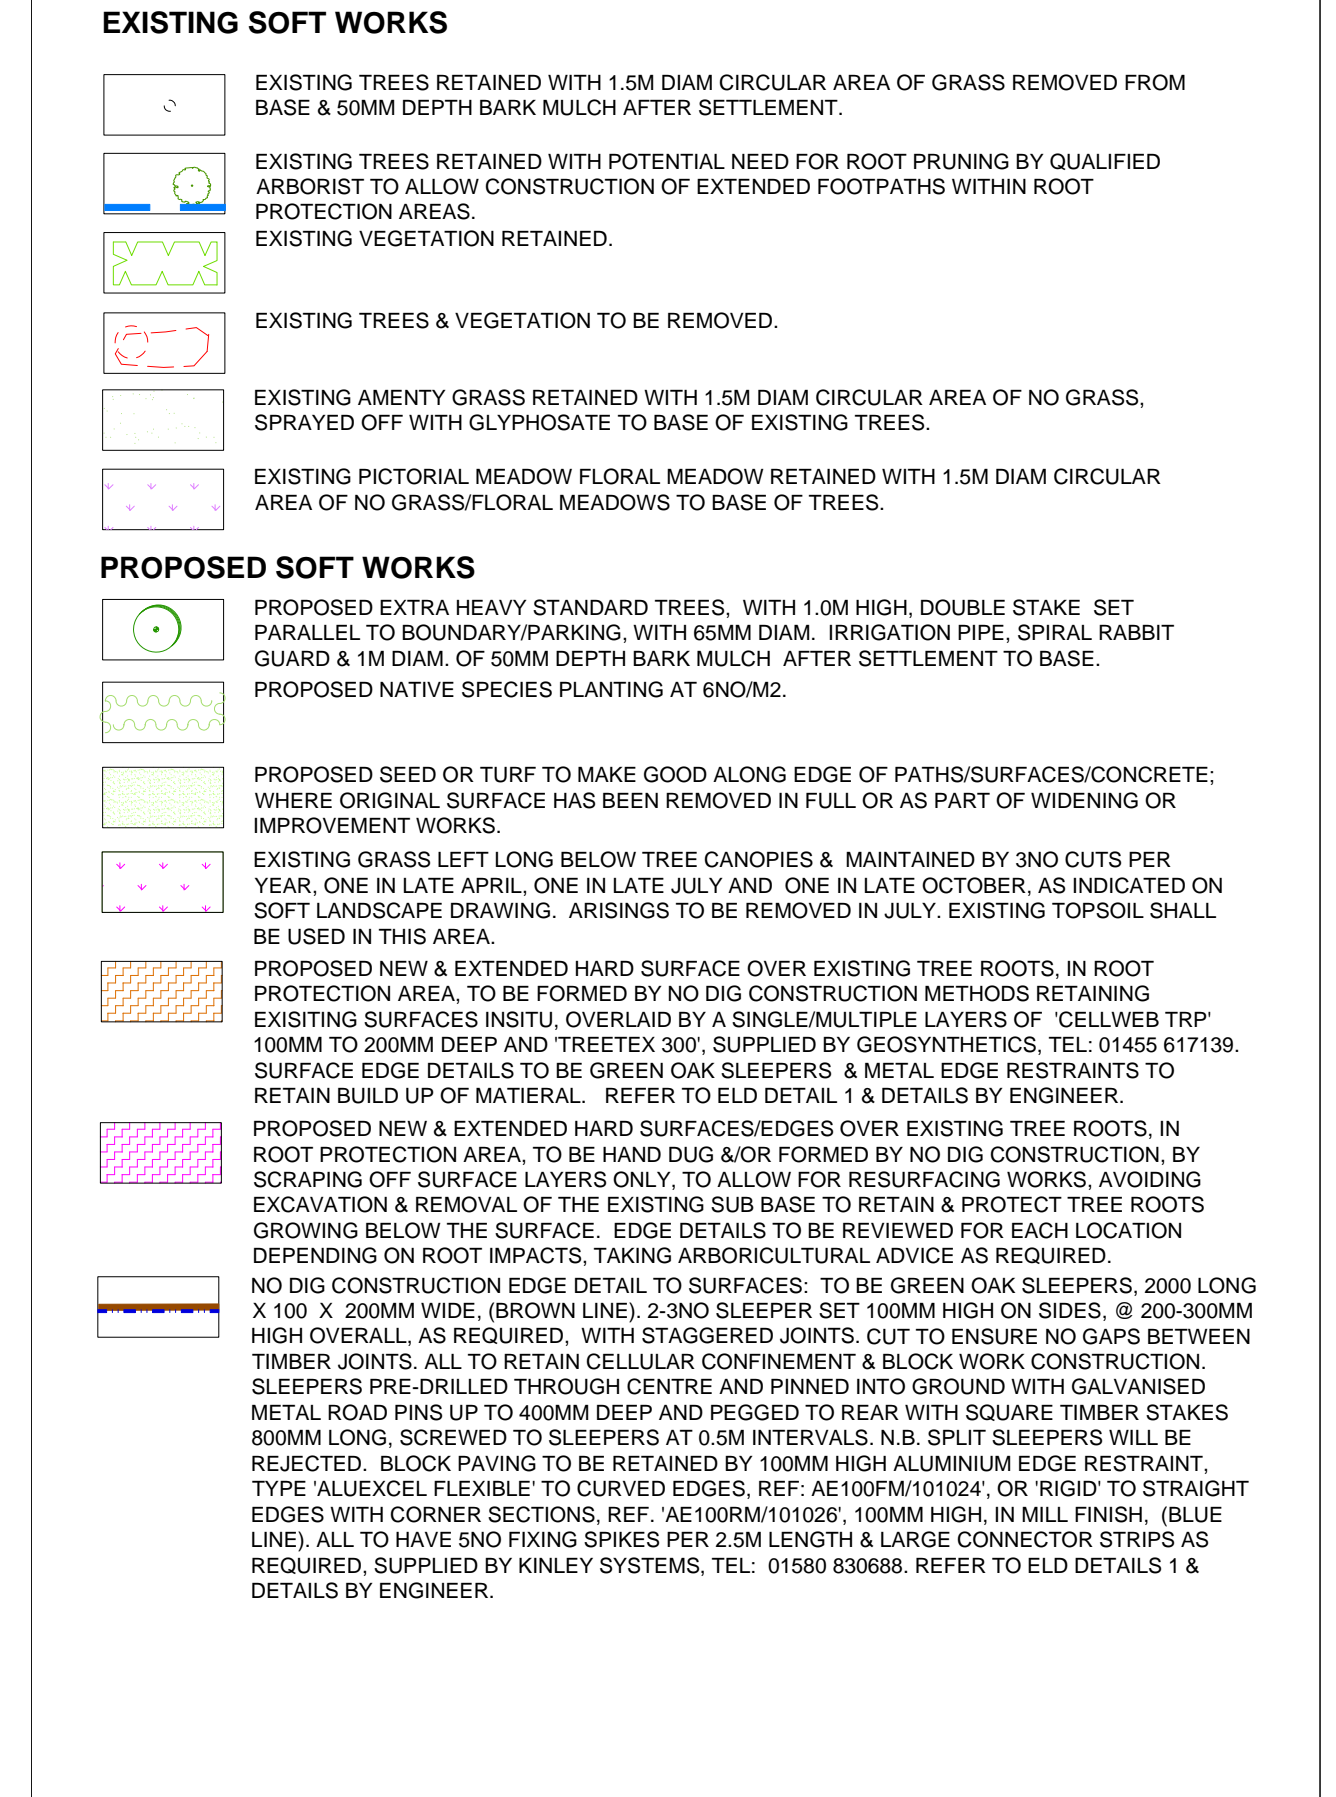 EXISTING SOFT WORKS
EXISTING TREES RETAINED WITH 1.5M DIAM CIRCULAR AREA OF GRASS REMOVED FROM
BASE & 50MM DEPTH BARK MULCH AFTER SETTLEMENT.
EXISTING TREES RETAINED WITH POTENTIAL NEED FOR ROOT PRUNING BY QUALIFIED
ARBORIST TO ALLOW CONSTRUCTION OF EXTENDED FOOTPATHS WITHIN ROOT
PROTECTION AREAS.
EXISTING VEGETATION RETAINED.
EXISTING TREES & VEGETATION TO BE REMOVED.
EXISTING AMENTY GRASS RETAINED WITH 1.5M DIAM CIRCULAR AREA OF NO GRASS,
SPRAYED OFF WITH GLYPHOSATE TO BASE OF EXISTING TREES.
EXISTING PICTORIAL MEADOW FLORAL MEADOW RETAINED WITH 1.5M DIAM CIRCULAR
AREA OF NO GRASS/FLORAL MEADOWS TO BASE OF TREES.
PROPOSED SOFT WORKS
PROPOSED EXTRA HEAVY STANDARD TREES, WITH 1.0M HIGH, DOUBLE STAKE SET
PARALLEL TO BOUNDARY/PARKING, WITH 65MM DIAM. IRRIGATION PIPE, SPIRAL RABBIT
GUARD & 1M DIAM. OF 50MM DEPTH BARK MULCH AFTER SETTLEMENT TO BASE.
PROPOSED NATIVE SPECIES PLANTING AT 6NO/M2.
PROPOSED SEED OR TURF TO MAKE GOOD ALONG EDGE OF PATHS/SURFACES/CONCRETE;
WHERE ORIGINAL SURFACE HAS BEEN REMOVED IN FULL OR AS PART OF WIDENING OR
IMPROVEMENT WORKS.
EXISTING GRASS LEFT LONG BELOW TREE CANOPIES & MAINTAINED BY 3NO CUTS PER
YEAR, ONE IN LATE APRIL, ONE IN LATE JULY AND ONE IN LATE OCTOBER, AS INDICATED ON
SOFT LANDSCAPE DRAWING. ARISINGS TO BE REMOVED IN JULY. EXISTING TOPSOIL SHALL
BE USED IN THIS AREA.
PROPOSED NEW & EXTENDED HARD SURFACE OVER EXISTING TREE ROOTS, IN ROOT
PROTECTION AREA, TO BE FORMED BY NO DIG CONSTRUCTION METHODS RETAINING
EXISITING SURFACES INSITU, OVERLAID BY A SINGLE/MULTIPLE LAYERS OF 'CELLWEB TRP'
100MM TO 200MM DEEP AND 'TREETEX 300', SUPPLIED BY GEOSYNTHETICS, TEL: 01455 617139.
SURFACE EDGE DETAILS TO BE GREEN OAK SLEEPERS & METAL EDGE RESTRAINTS TO
RETAIN BUILD UP OF MATIERAL. REFER TO ELD DETAIL 1 & DETAILS BY ENGINEER.
PROPOSED NEW & EXTENDED HARD SURFACES/EDGES OVER EXISTING TREE ROOTS, IN
ROOT PROTECTION AREA, TO BE HAND DUG &/OR FORMED BY NO DIG CONSTRUCTION, BY
SCRAPING OFF SURFACE LAYERS ONLY, TO ALLOW FOR RESURFACING WORKS, AVOIDING
EXCAVATION & REMOVAL OF THE EXISTING SUB BASE TO RETAIN & PROTECT TREE ROOTS
GROWING BELOW THE SURFACE. EDGE DETAILS TO BE REVIEWED FOR EACH LOCATION
DEPENDING ON ROOT IMPACTS, TAKING ARBORICULTURAL ADVICE AS REQUIRED.
NO DIG CONSTRUCTION EDGE DETAIL TO SURFACES: TO BE GREEN OAK SLEEPERS, 2000 LONG
X 100 X 200MM WIDE, (BROWN LINE). 2-3NO SLEEPER SET 100MM HIGH ON SIDES, @ 200-300MM
HIGH OVERALL, AS REQUIRED, WITH STAGGERED JOINTS. CUT TO ENSURE NO GAPS BETWEEN
TIMBER JOINTS. ALL TO RETAIN CELLULAR CONFINEMENT & BLOCK WORK CONSTRUCTION.
SLEEPERS PRE-DRILLED THROUGH CENTRE AND PINNED INTO GROUND WITH GALVANISED
METAL ROAD PINS UP TO 400MM DEEP AND PEGGED TO REAR WITH SQUARE TIMBER STAKES
800MM LONG, SCREWED TO SLEEPERS AT 0.5M INTERVALS. N.B. SPLIT SLEEPERS WILL BE
REJECTED. BLOCK PAVING TO BE RETAINED BY 100MM HIGH ALUMINIUM EDGE RESTRAINT,
TYPE 'ALUEXCEL FLEXIBLE' TO CURVED EDGES, REF: AE100FM/101024', OR 'RIGID' TO STRAIGHT
EDGES WITH CORNER SECTIONS, REF. 'AE100RM/101026', 100MM HIGH, IN MILL FINISH, (BLUE
LINE). ALL TO HAVE 5NO FIXING SPIKES PER 2.5M LENGTH & LARGE CONNECTOR STRIPS AS
REQUIRED, SUPPLIED BY KINLEY SYSTEMS, TEL: 01580 830688. REFER TO ELD DETAILS 1 &
DETAILS BY ENGINEER.